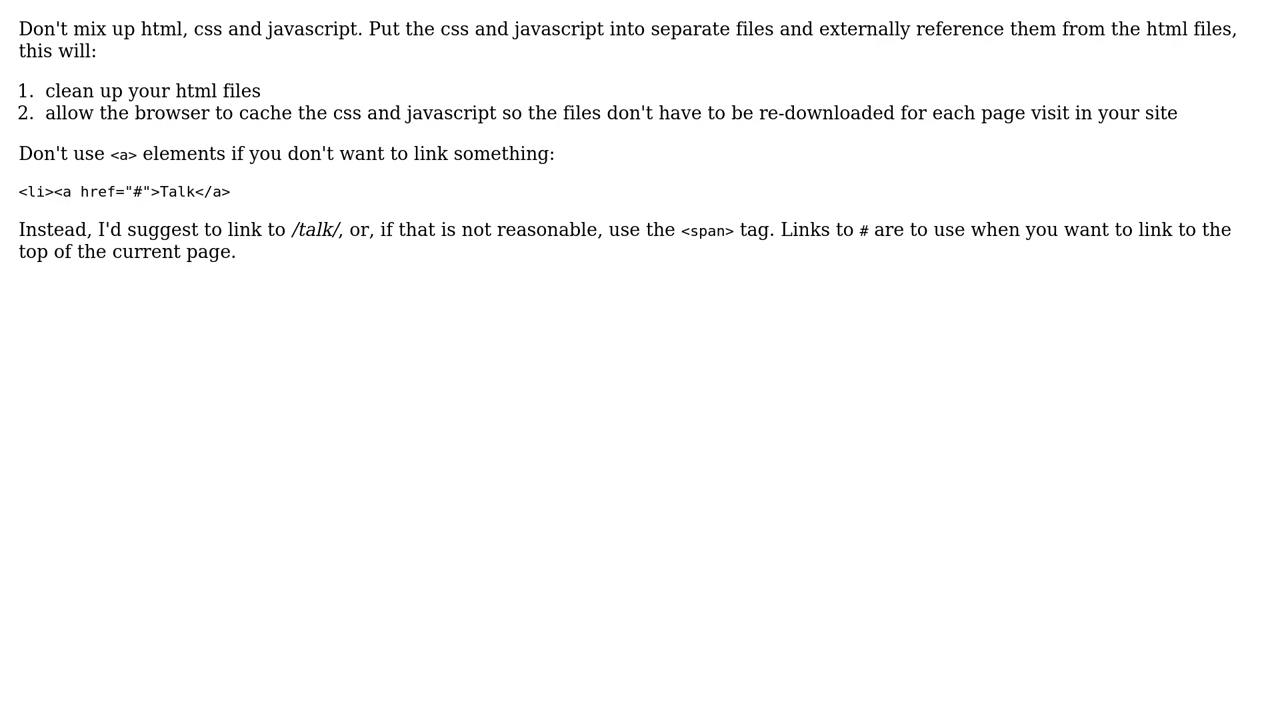 Don't mix up html, css and javascript. Put the css and javascript into separate files and externally reference them from the html files,
this will:
1. clean up your html files
2. allow the browser to cache the css and javascript so the files don't have to be re-downloaded for each page visit in your site
Don't use <a> elements if you don't want to link something:
<li><a href="#">Talk</a>
Instead, I'd suggest to link to /talk/, or, if that is not reasonable, use the <span> tag. Links to # are to use when you want to link to the
top of the current page.